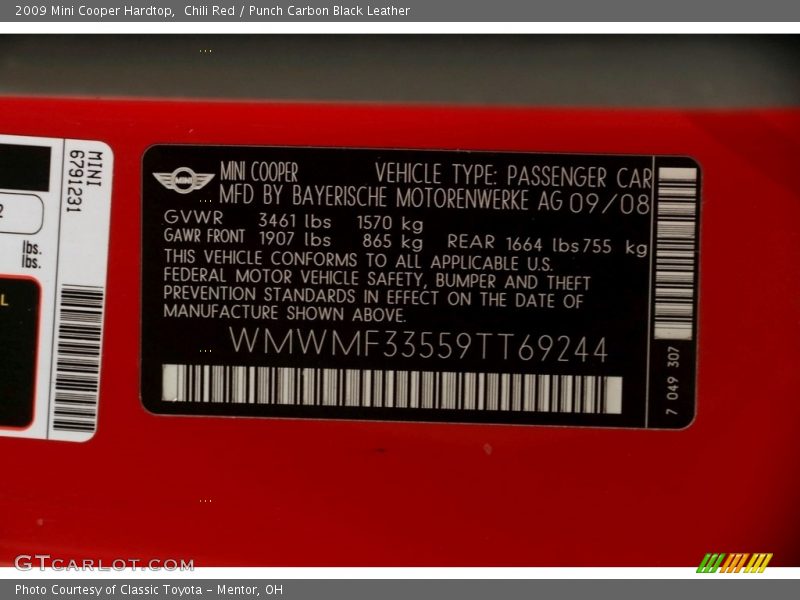 2009 Mini Cooper Hardtop,  Chili Red / Punch Carbon Black Leather
MINI
6791231
2
lbs.
lbs.
L
MINI
MINI COOPER VEHICLE TYPE: PASSENGER CAR
MFD BY BAYERISCHE MOTORENWERKE AG 09/08
GVWR 3461 lbs 1570 kg
GAWR FRONT 1907 lbs 865 kg REAR 1664 lbs 755 kg
THIS VEHICLE CONFORMS TO ALL APPLICABLE U.S.
FEDERAL MOTOR VEHICLE SAFETY, BUMPER AND THEFT
PREVENTION STANDARDS IN EFFECT ON THE DATE OF
MANUFACTURE SHOWN ABOVE.
WMWMF33559TT69244
7 049 307
GTCARLOT.COM
Photo Courtesy of Classic Toyota - Mentor, OH